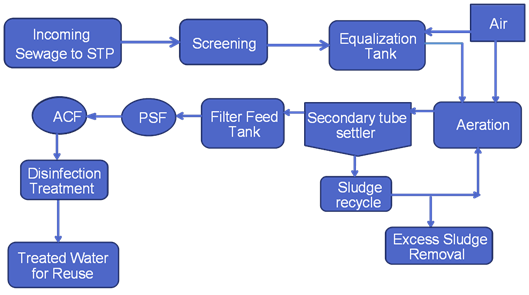 Incoming
Sewage to STP
Screening
Equalization
Tank
Air
ACF
PSF
Filter Feed
Tank
Secondary tube
settler
Aeration
Disinfection
Treatment
Sludge
recycle
Excess Sludge
Removal
Treated Water
for Reuse